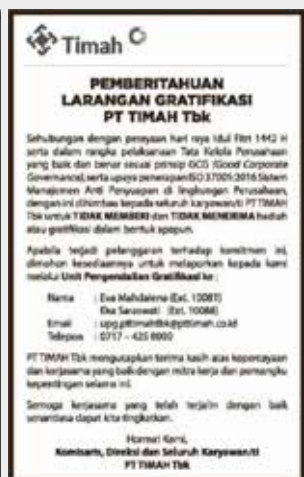 Timah
PEMBERITAHUAN
LARANGAN GRATIFIKASI
PT TIMAH Tbk
Sehubungan dengan perayaan hari raya Idul Fitri 1442 H
serta dalam rangka pelaksanaan Tata Kelola Perusahaan
yang baik dan benar sesuai prinsip GCG (Good Corporate
Governance), serta upaya penerapan ISO 37001:2016 Sistem
Manajemen Anti Penyuapan di lingkungan Perusahaan,
dengan ini dihimbau kepada seluruh karyawan/ti PT TIMAH
Tbk untuk TIDAK MEMBERI dan TIDAK MENERIMA hadiah
atau gratifikasi dalam bentuk apapun.
Apabila terjadi pelanggaran terhadap komitmen ini,
dimohon kesediaannya untuk melaporkan kepada kami
melalui Unit Pengendalian Gratifikasi ke :
Nama : Eva Mahdalena (Ext. 10081)
Eka Saraswati (Ext. 10088)
Email : upg.pttimahtbk@pttimah.co.id
Telepon : 0717 – 425 8000
PT TIMAH Tbk mengucapkan terima kasih atas kepercayaan
dan kerjasama yang baik dengan mitra kerja dan pemangku
kepentingan selama ini.
Semoga kerjasama yang telah terjalin dengan baik
senantiasa dapat kita tingkatkan.
Hormat Kami,
Komisaris, Direksi dan Seluruh Karyawan/ti
PT TIMAH Tbk